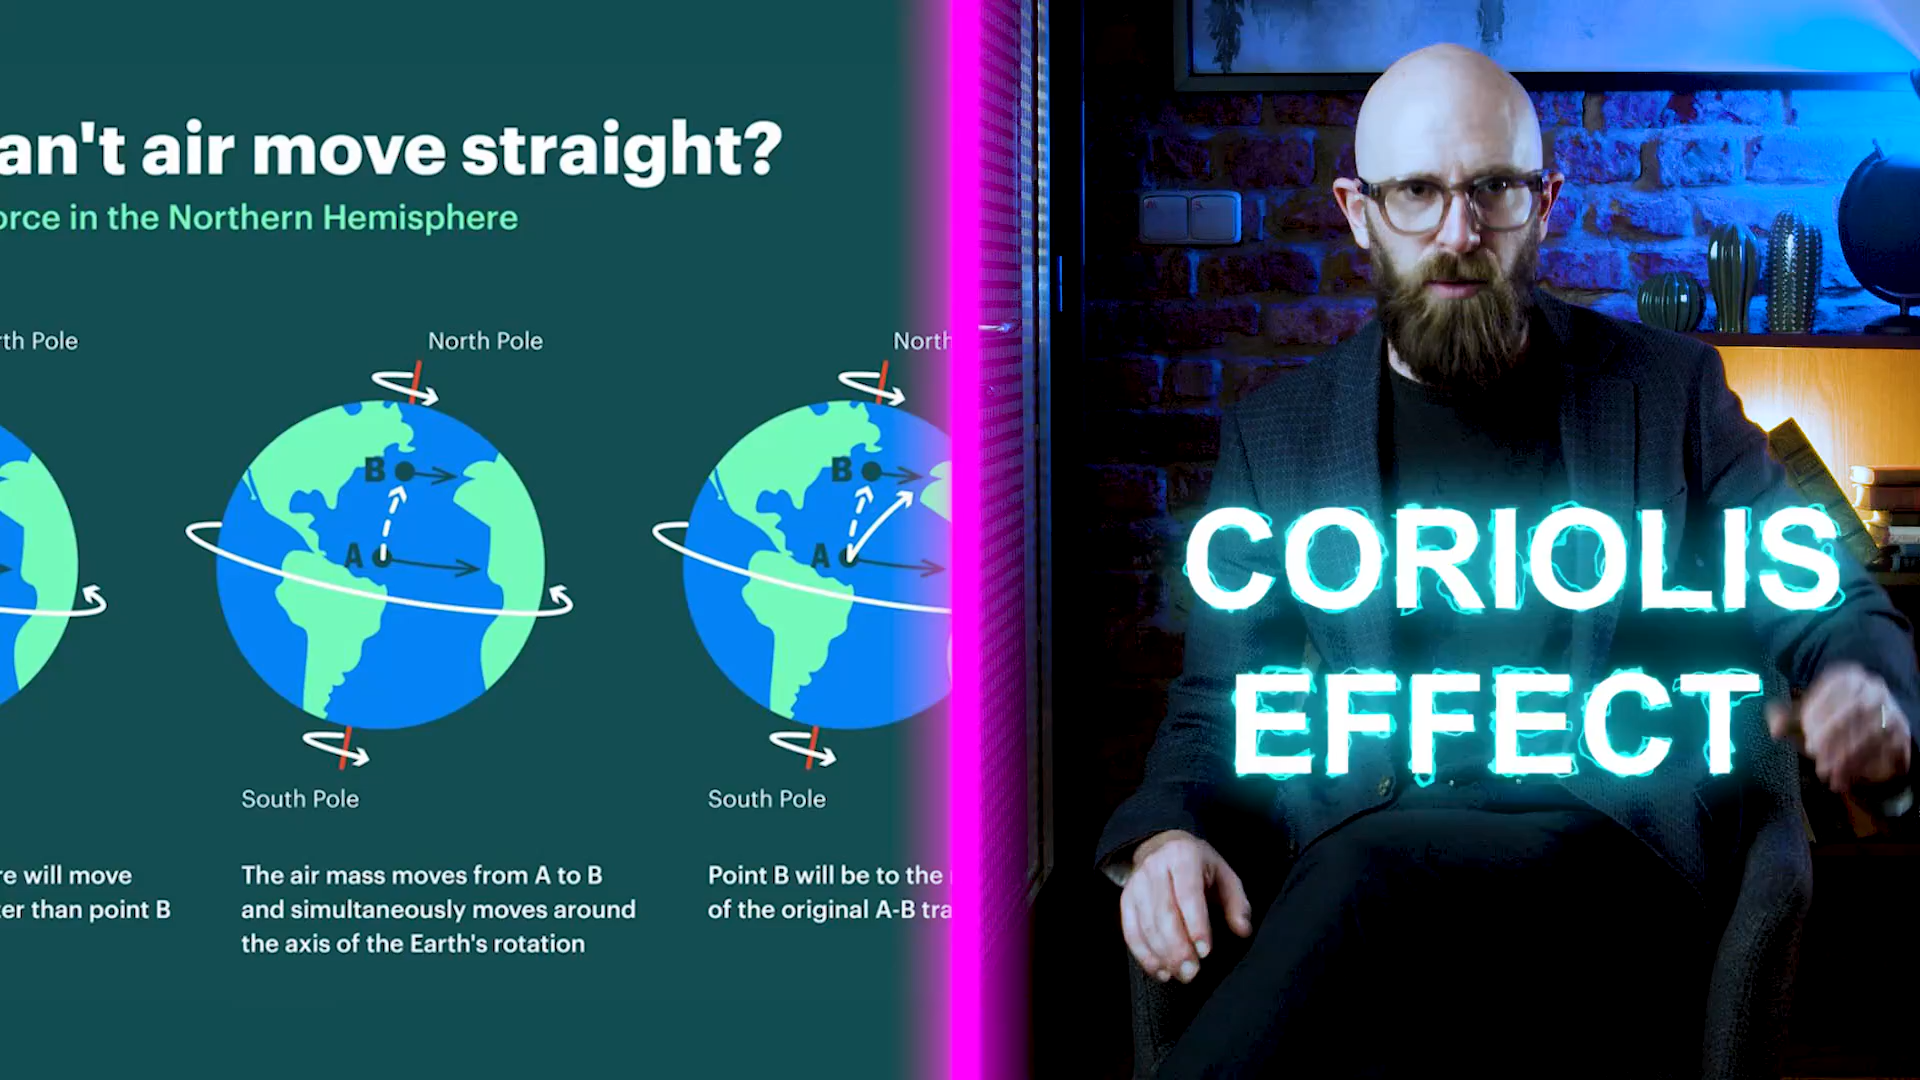 an't air move straight?
orce in the Northern Hemisphere
rth Pole
North Pole
North
B
A
B
A
South Pole
South Pole
re will move
ter than point B
The air mass moves from A to B
and simultaneously moves around
the axis of the Earth's rotation
Point B will be to the
of the original A-B tra
CORIOLIS
EFFECT